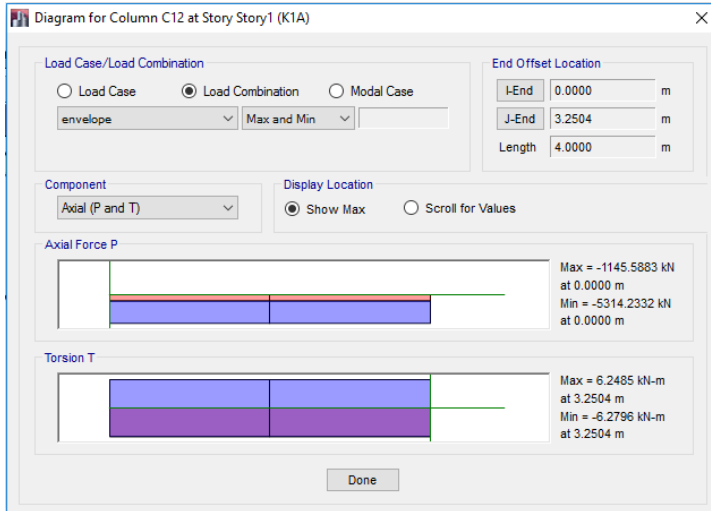 Diagram for Column C12 at Story Story1 (K1A)
Load Case/Load Combination
Load Case Load Combination Modal Case
envelope Max and Min
End Offset Location
I-End 0.0000 m
J-End 3.2504 m
Length 4.0000 m
Component
Axial (P and T)
Display Location
Show Max Scroll for Values
Axial Force P
Max = -1145.5883 kN
at 0.0000 m
Min = -5314.2332 kN
at 0.0000 m
Torsion T
Max = 6.2485 kN-m
at 3.2504 m
Min = -6.2796 kN-m
at 3.2504 m
Done